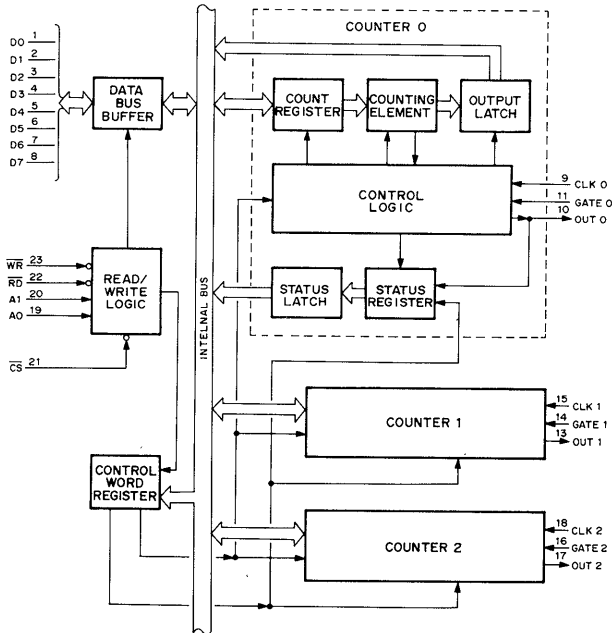 COUNTER 0
D0 1
D1 2
D2 3
D3 4
D4 5
D5 6
D6 7
D7 8
DATA
BUS
BUFFER
COUNT
REGISTER
COUNTING
ELEMENT
OUTPUT
LATCH
CONTROL
LOGIC
9 CLK 0
11 GATE 0
10 OUT 0
WR 23
RD 22
A1 20
A0 19
CS 21
READ/
WRITE
LOGIC
INTELNAL BUS
STATUS
LATCH
STATUS
REGISTER
COUNTER 1
15 CLK 1
14 GATE 1
13 OUT 1
CONTROL
WORD
REGISTER
COUNTER 2
18 CLK 2
16 GATE 2
17 OUT 2